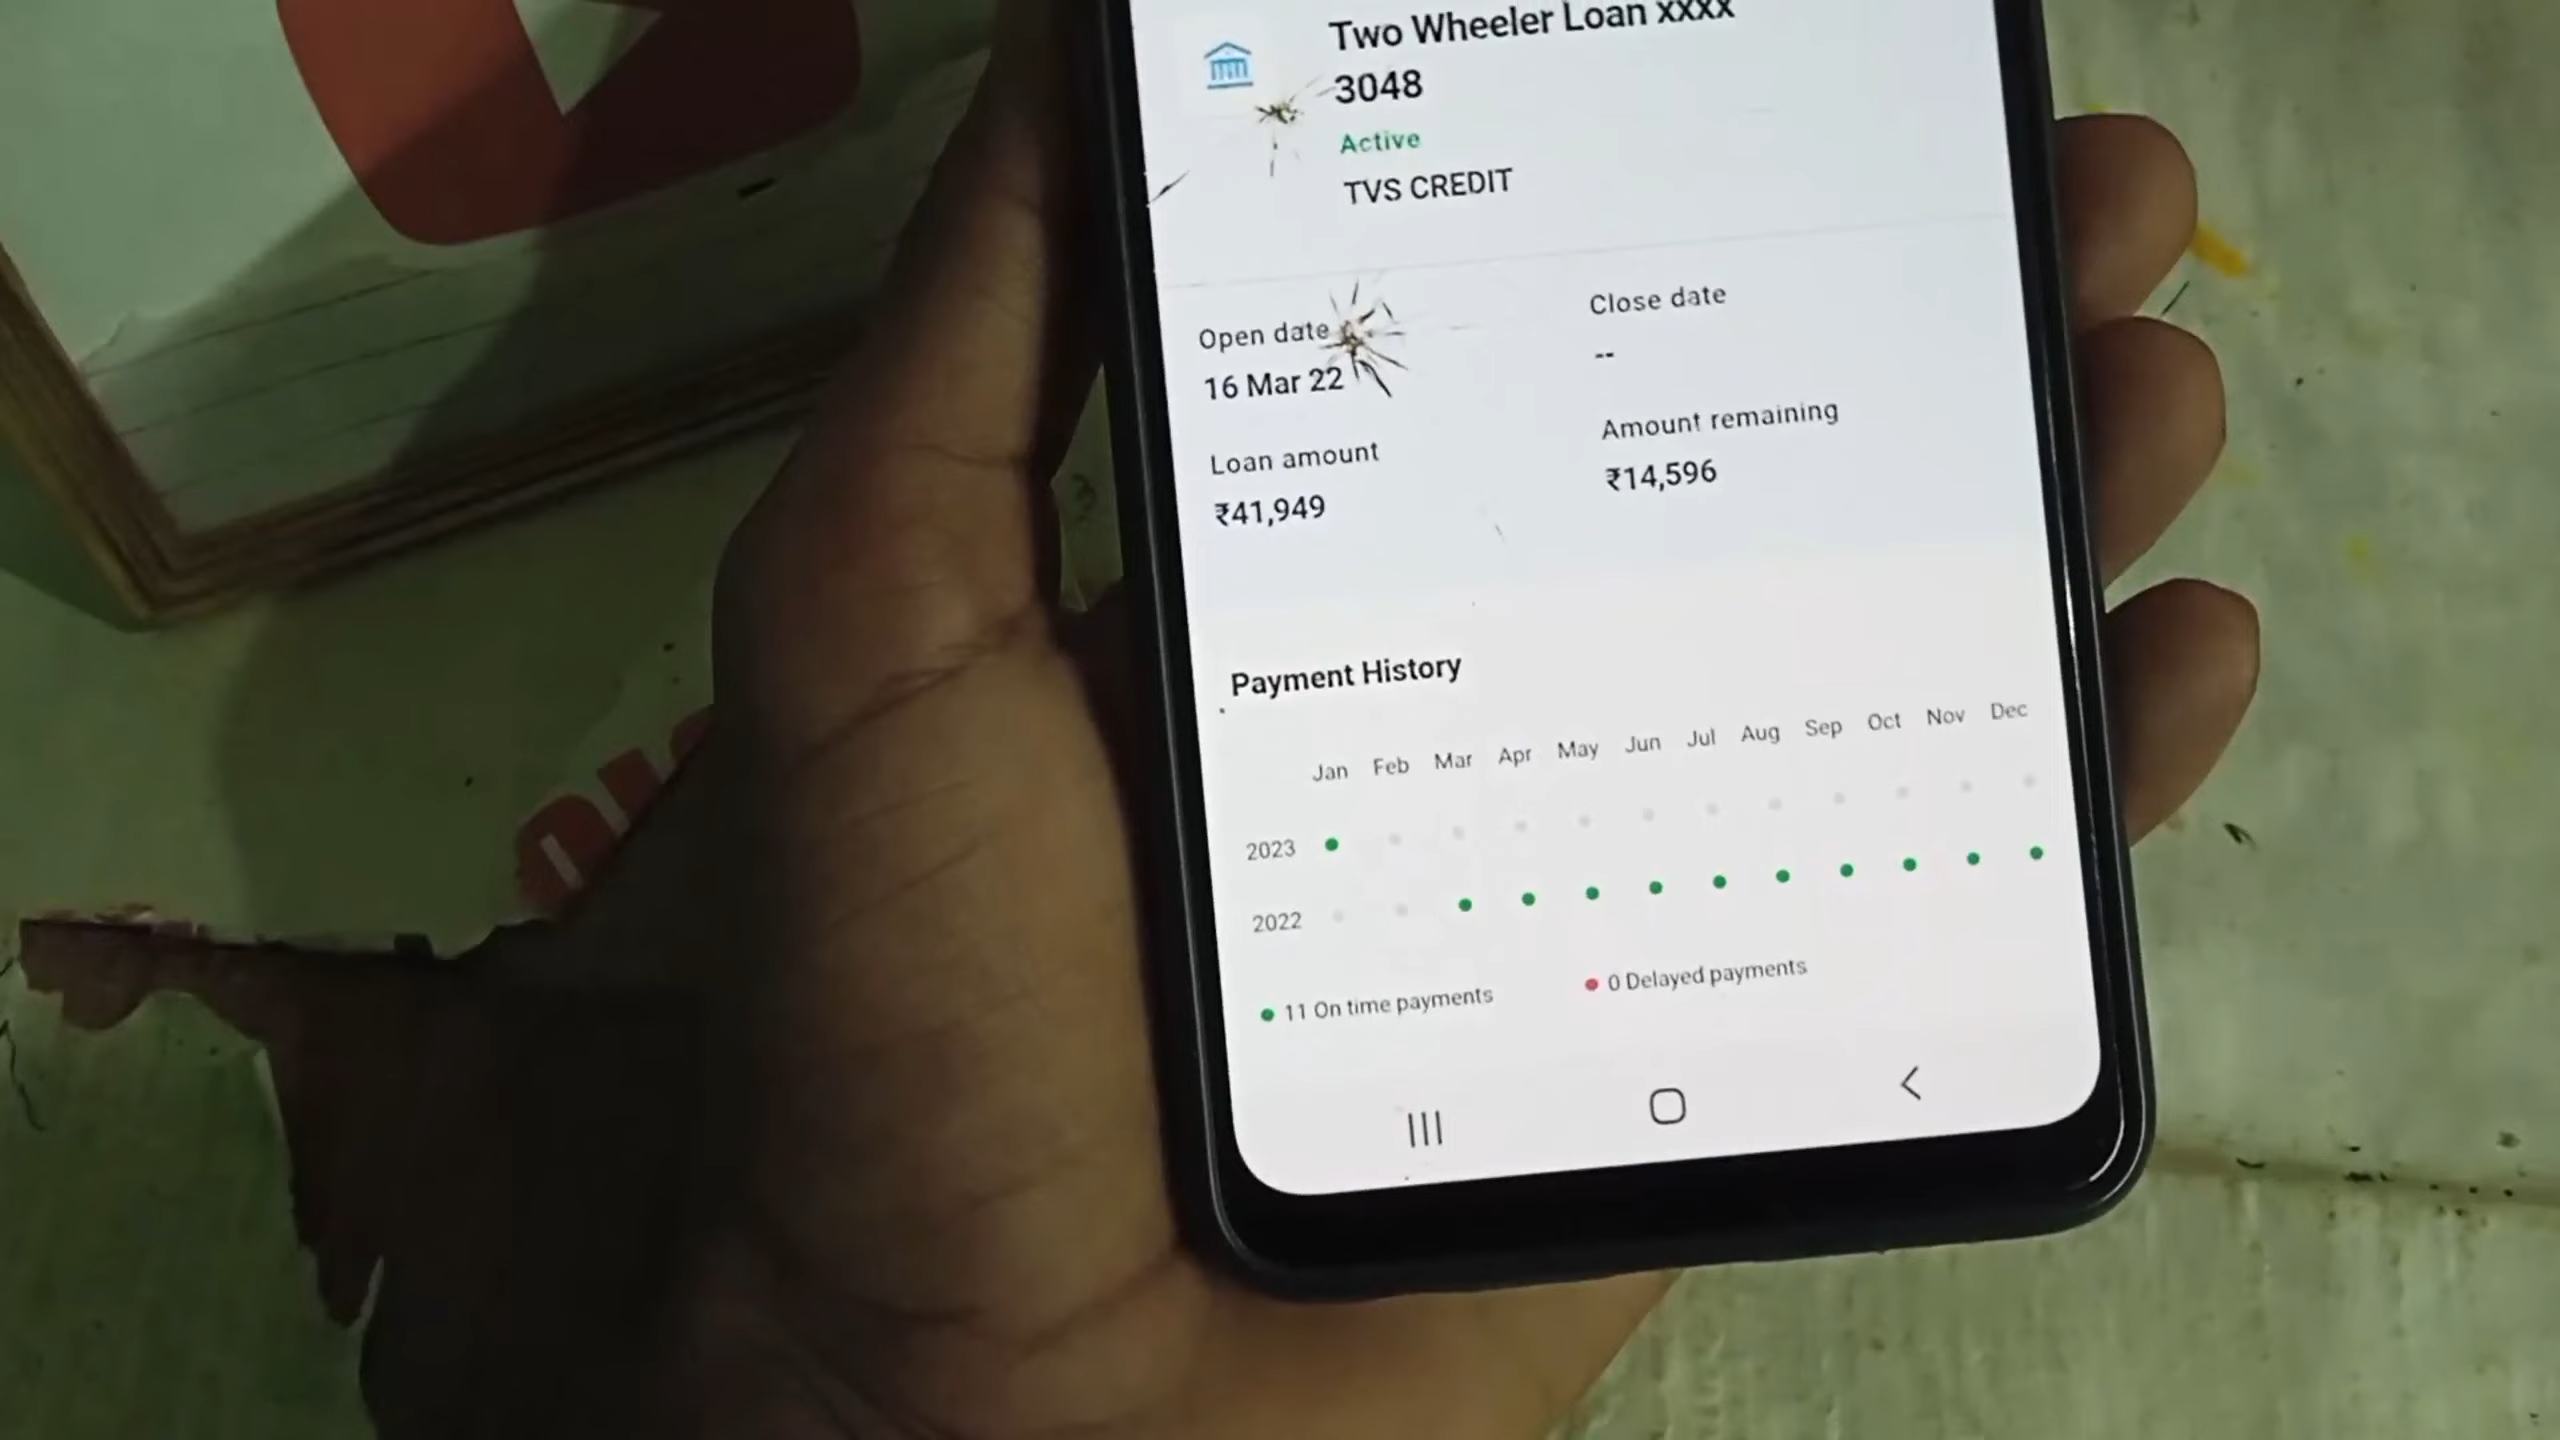 Two Wheeler Loan xxxx
3048
Active
TVS CREDIT
Open date
Close date
16 Mar 22
--
Loan amount
Amount remaining
₹41,949
₹14,596
Payment History
Jan Feb Mar Apr May Jun Jul Aug Sep Oct Nov Dec
2023
2022
11 On time payments
0 Delayed payments